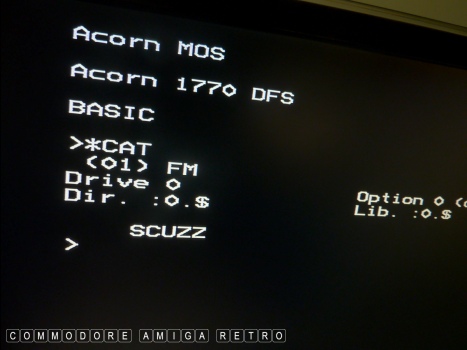 Acorn MOS
Acorn 1770 DFS
BASIC
>*CAT
(01) FM
Drive 0
Option 0 (
Dir. :0.$
Lib. :0.$
SCUZZ
>
COMMODORE AMIGA RETRO